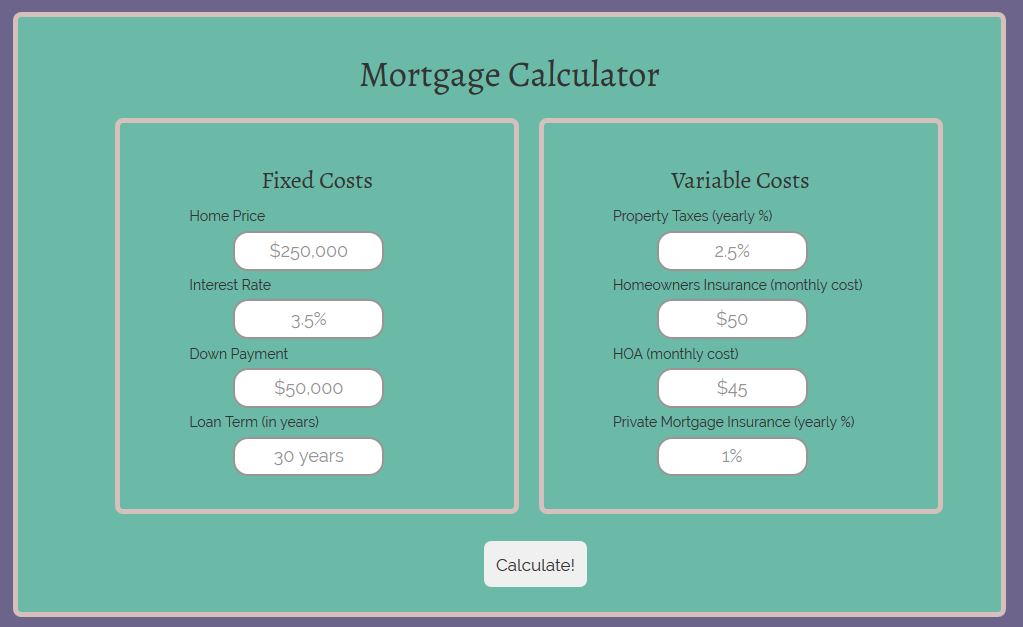 Mortgage Calculator
Fixed Costs
Home Price
$250,000
Interest Rate
3.5%
Down Payment
$50,000
Loan Term (in years)
30 years
Variable Costs
Property Taxes (yearly %)
2.5%
Homeowners Insurance (monthly cost)
$50
HOA (monthly cost)
$45
Private Mortgage Insurance (yearly %)
1%
Calculate!